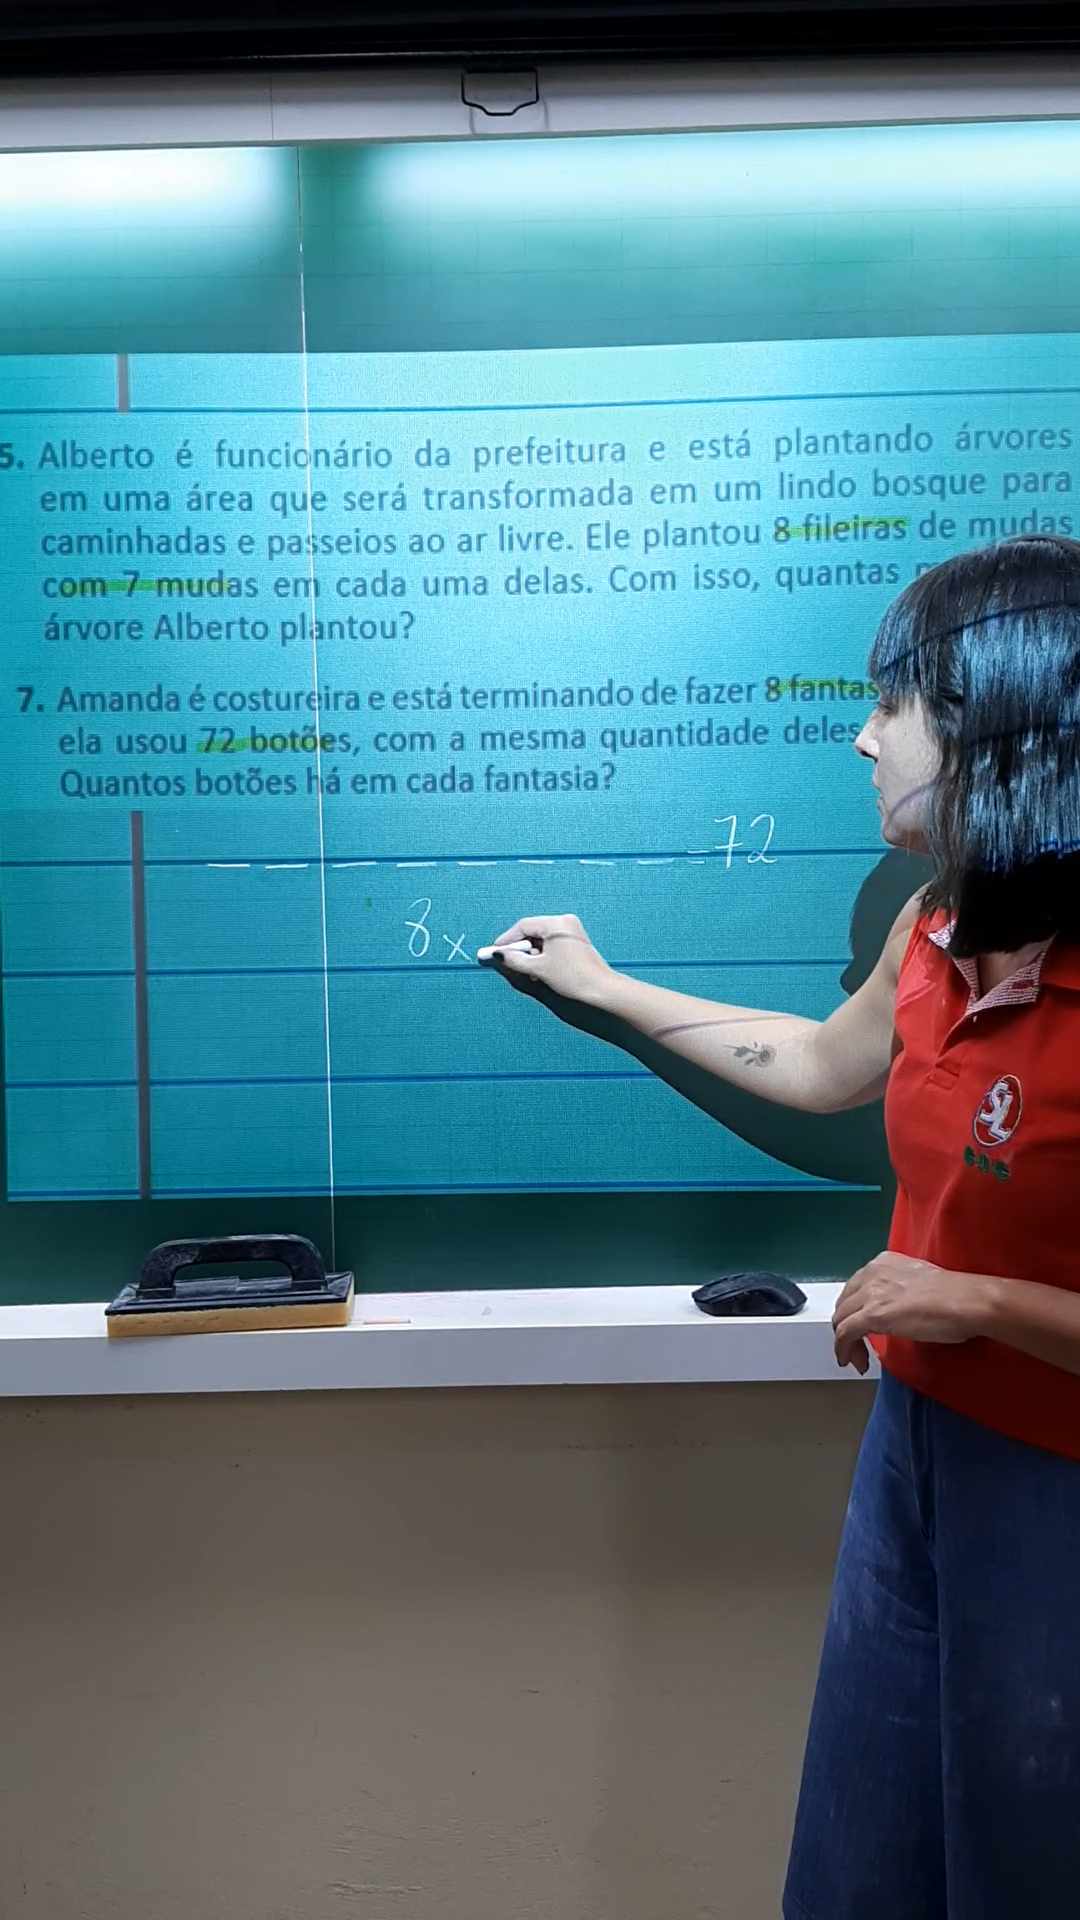 5. Alberto é funcionário da prefeitura e está plantando árvores
em uma área que será transformada em um lindo bosque para
caminhadas e passeios ao ar livre. Ele plantou 8 fileiras de mudas
com 7 mudas em cada uma delas. Com isso, quantas
árvore Alberto plantou?
7. Amanda é costureira e está terminando de fazer 8 fantas
ela usou 72 botões, com a mesma quantidade deles
Quantos botões há em cada fantasia?
_ _ _ _ _ _ _ _ = 72
8 x
SL